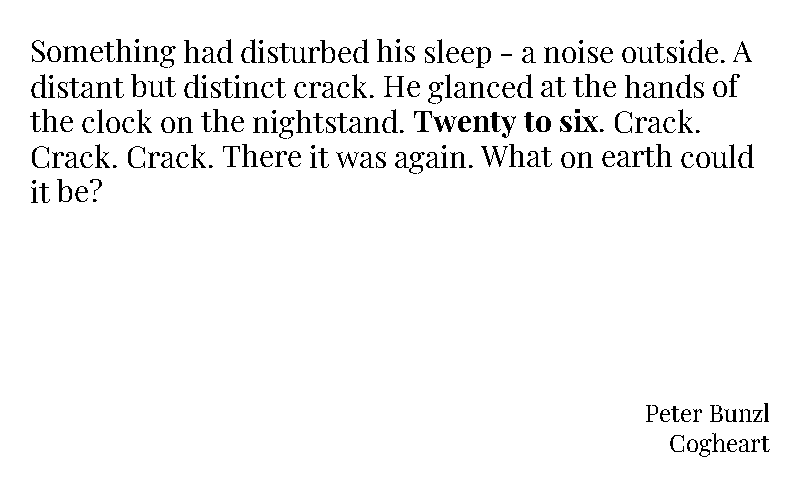 Something had disturbed his sleep - a noise outside. A
distant but distinct crack. He glanced at the hands of
the clock on the nightstand. Twenty to six. Crack.
Crack. Crack. There it was again. What on earth could
it be?
Peter Bunzl
Cogheart